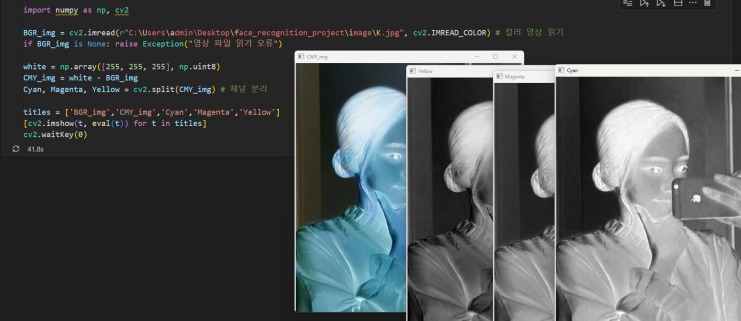 import numpy as np, cv2
BGR_img = cv2.imread(r"C:\Users\admin\Desktop\face_recognition_project\image\K.jpg", cv2.IMREAD_COLOR) # 컬러 영상 읽기
if BGR_img is None: raise Exception("영상 파일 읽기 오류")
white = np.array([255, 255, 255], np.uint8)
CMY_img = white - BGR_img
Cyan, Magenta, Yellow = cv2.split(CMY_img) # 채널 분리
titles = ['BGR_img','CMY_img','Cyan','Magenta','Yellow']
[cv2.imshow(t, eval(t)) for t in titles]
cv2.waitKey(0)
41.8s
CMY_img
Yellow
Magenta
Cyan